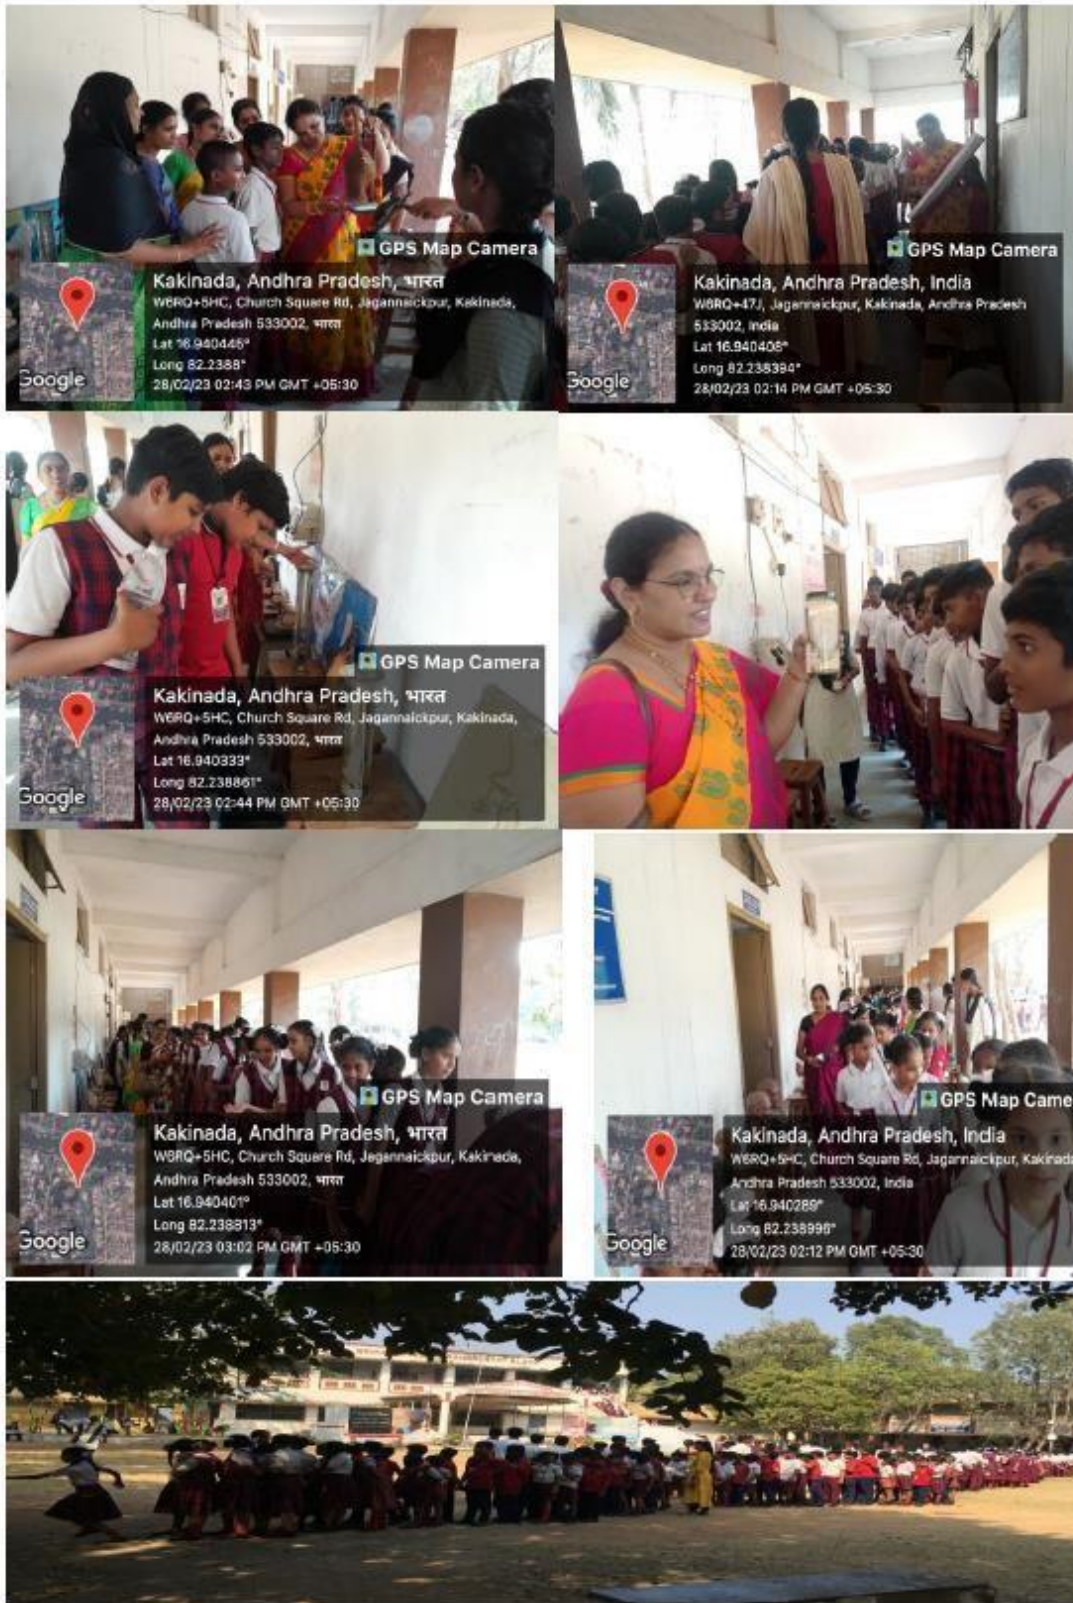 GPS Map Camera
Kakinada, Andhra Pradesh, भारत
W6RQ+5HC, Church Square Rd, Jagannaickpur, Kakinada,
Andhra Pradesh 533002, भारत
Lat 16.940446°
Long 82.2388°
28/02/23 02:43 PM GMT +05:30
Google
GPS Map Camera
Kakinada, Andhra Pradesh, India
W6RQ+47J, Jagannaickpur, Kakinada, Andhra Pradesh
533002, India
Lat 16.940408°
Long 82.238394°
28/02/23 02:14 PM GMT +05:30
Google
GPS Map Camera
Kakinada, Andhra Pradesh, भारत
W6RQ+5HC, Church Square Rd, Jagannaickpur, Kakinada,
Andhra Pradesh 533002, भारत
Lat 16.940333°
Long 82.238861°
28/02/23 02:44 PM GMT +05:30
Google
GPS Map Camera
Kakinada, Andhra Pradesh, भारत
W6RQ+5HC, Church Square Rd, Jagannaickpur, Kakinada,
Andhra Pradesh 533002, भारत
Lat 16.940401°
Long 82.238813°
28/02/23 03:02 PM GMT +05:30
Google
GPS Map Came
Kakinada, Andhra Pradesh, India
W6RQ+5HC, Church Square Rd, Jagannaickpur, Kakinada
Andhra Pradesh 533002, India
Lat 16.940289°
Long 82.238996°
28/02/23 02:12 PM GMT +05:30
Google